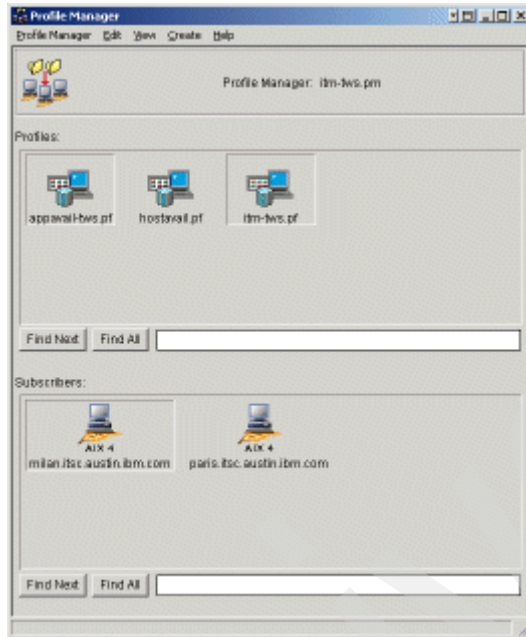 Profile Manager
Profile Manager Edit View Create Help
Profile Manager: itm-tws.pm
Profiles:
appavail-tws.pf hostavail.pf itm-tws.pf
Find Next Find All
Subscribers:
AIX 4 AIX 4
milan.itsc.austin.ibm.com paris.itsc.austin.ibm.com
Find Next Find All